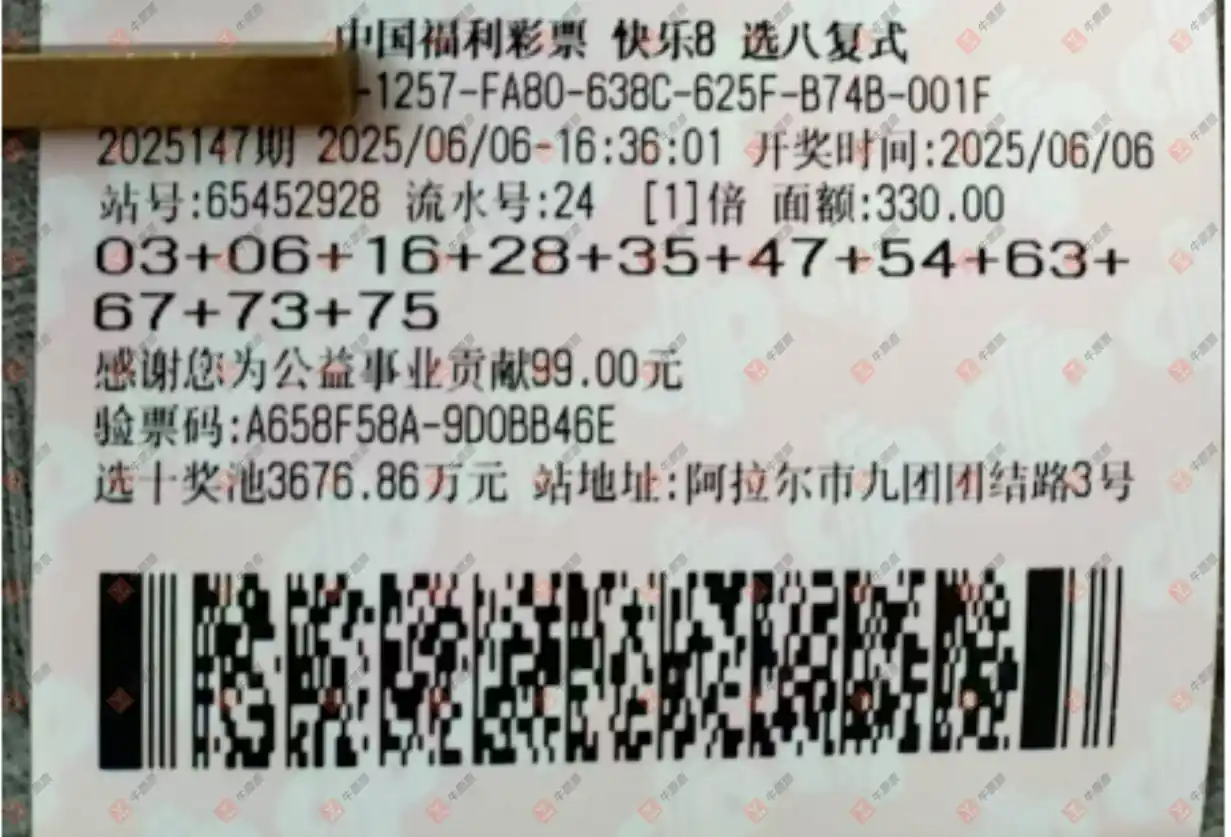 中国福利彩票 快乐8 选八复式
-1257-FA80-638C-625F-B74B-001F
2025147期 2025/06/06-16:36:01 开奖时间:2025/06/06
站号:65452928 流水号:24 [1]倍 面额:330.00
03+06+16+28+35+47+54+63+
67+73+75
感谢您为公益事业贡献99.00元
验票码:A658F58A-9D0BB46E
选十奖池3676.86万元 站地址:阿拉尔市九团团结路3号